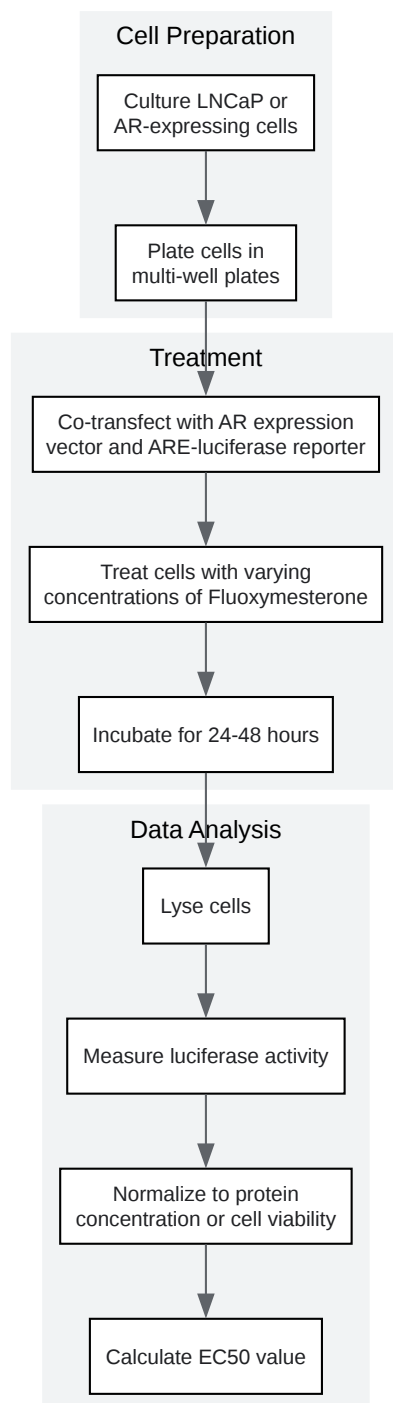 Cell Preparation
Culture LNCaP or
AR-expressing cells
Plate cells in
multi-well plates
Treatment
Co-transfect with AR expression
vector and ARE-luciferase reporter
Treat cells with varying
concentrations of Fluoxymesterone
Incubate for 24-48 hours
Data Analysis
Lyse cells
Measure luciferase activity
Normalize to protein
concentration or cell viability
Calculate EC50 value